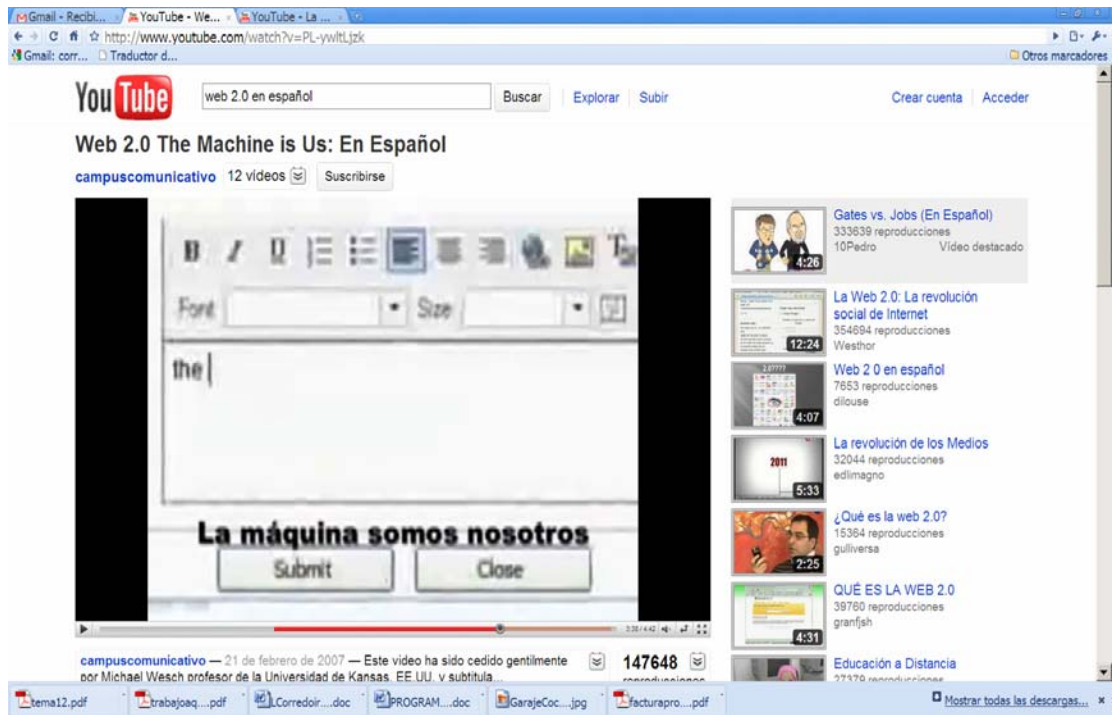 Gmail - Recibi...
YouTube - We...
YouTube - La ...
http://www.youtube.com/watch?v=PL-ywltLjzk
Gmail: corr...
Traductor d...
Otros marcadores
You Tube
web 2.0 en español
Buscar
Explorar
Subir
Crear cuenta
Acceder
Web 2.0 The Machine is Us: En Español
campuscomunicativo
12 vídeos
Suscribirse
B I U
Font
Size
the
La máquina somos nosotros
Submit
Close
3:38 / 4:42
campuscomunicativo — 21 de febrero de 2007 — Este video ha sido cedido gentilmente
por Michael Wesch profesor de la Universidad de Kansas, EE.UU. y subtitula...
147648
reproducciones
Gates vs. Jobs (En Español)
333639 reproducciones
10Pedro
Vídeo destacado
4:26
La Web 2.0: La revolución
social de Internet
354694 reproducciones
Westhor
12:24
Web 2 0 en español
7653 reproducciones
dilouse
4:07
La revolución de los Medios
32044 reproducciones
edlimagno
2011
5:33
¿Qué es la web 2.0?
15364 reproducciones
gulliversa
2:25
QUÉ ES LA WEB 2.0
39760 reproducciones
granfjsh
4:31
Educación a Distancia
27379 reproducciones
tema12.pdf
trabajoaq....pdf
LCorredoir....doc
PROGRAM....doc
GarajeCoc....jpg
facturapro....pdf
Mostrar todas las descargas...